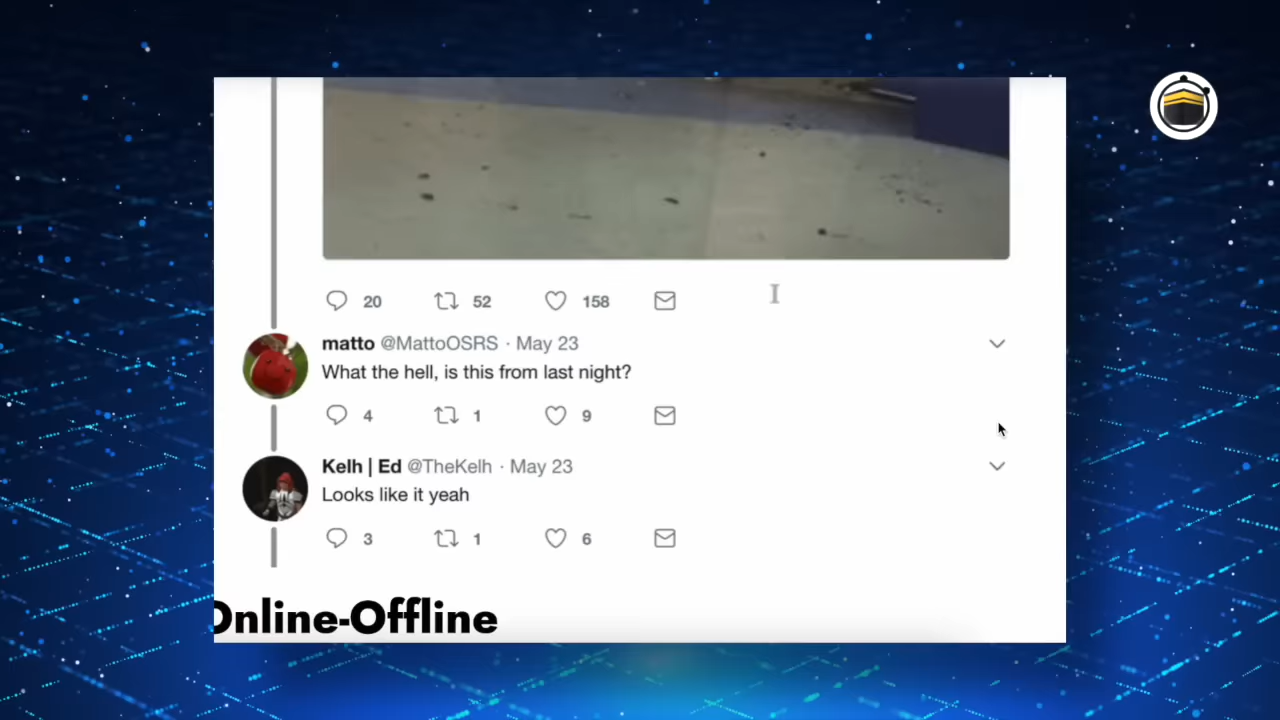 20 52 158
matto @MattoOSRS · May 23
What the hell, is this from last night?
4 1 9
Kelh | Ed @TheKelh · May 23
Looks like it yeah
3 1 6
Online-Offline